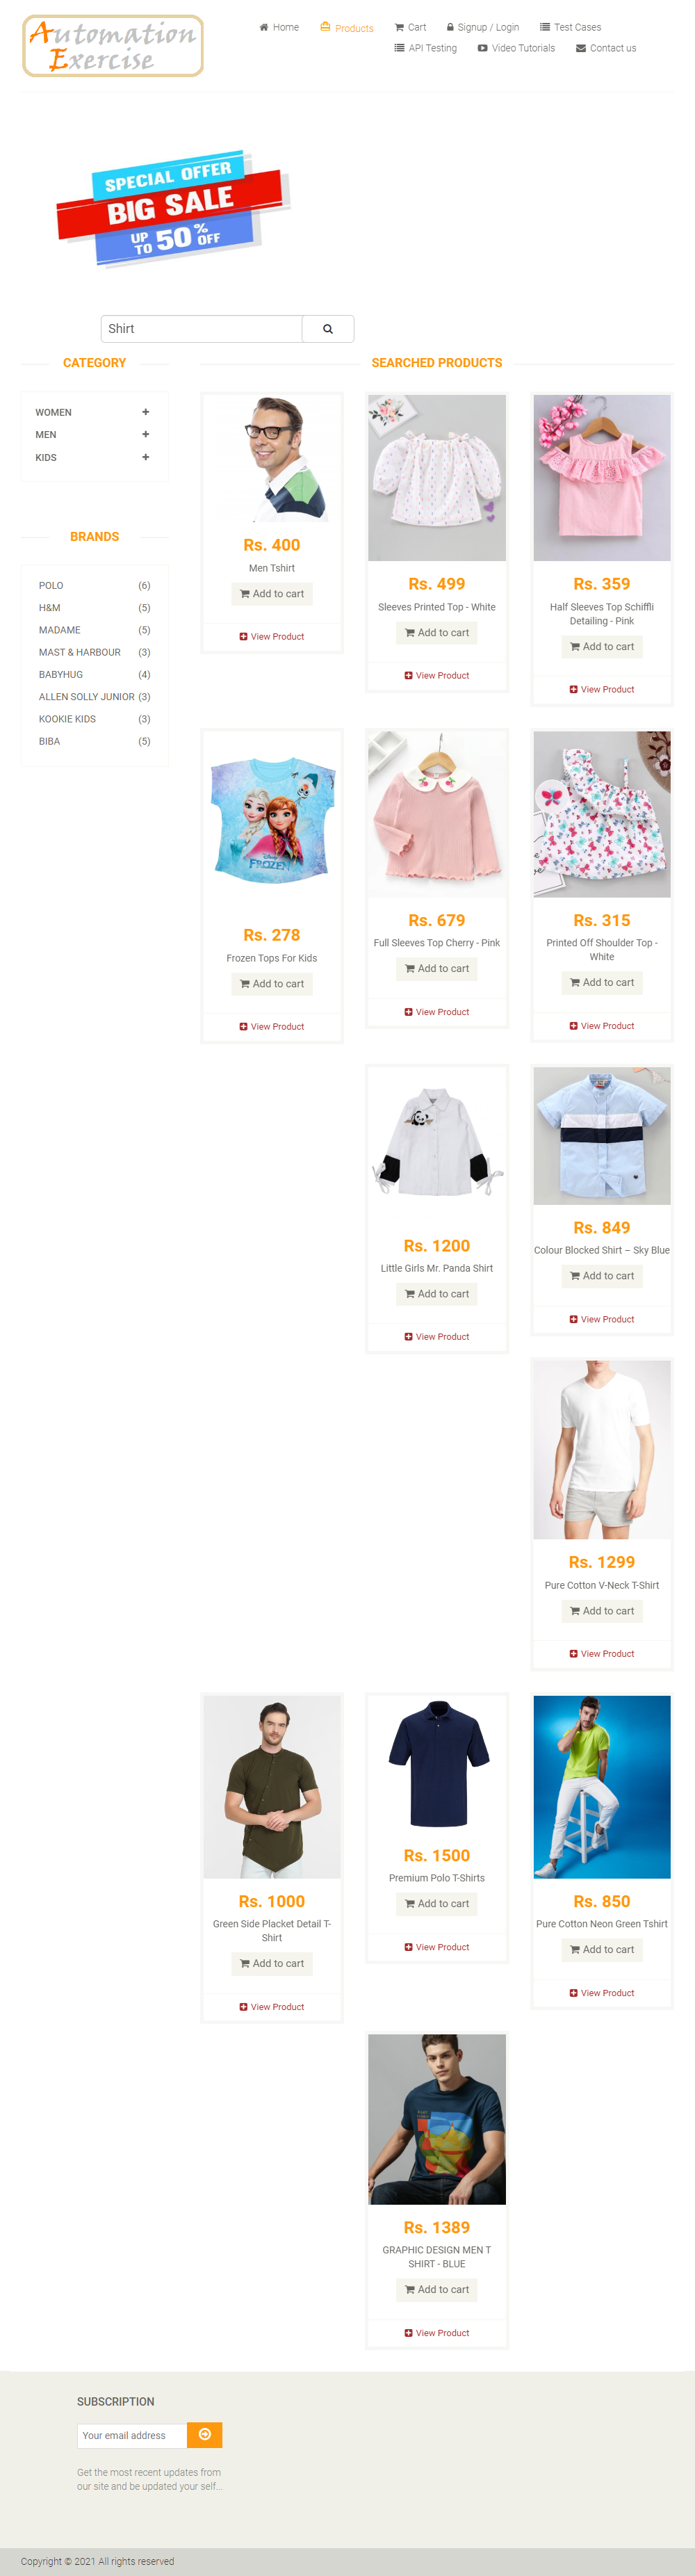 Automation
Exercise
Home
Products
Cart
Signup / Login
Test Cases
API Testing
Video Tutorials
Contact us
SPECIAL OFFER
BIG SALE
UP TO 50% OFF
Shirt
CATEGORY
WOMEN
MEN
KIDS
BRANDS
POLO (6)
H&M (5)
MADAME (5)
MAST & HARBOUR (3)
BABYHUG (4)
ALLEN SOLLY JUNIOR (3)
KOOKIE KIDS (3)
BIBA (5)
SEARCHED PRODUCTS
Rs. 400
Men Tshirt
Add to cart
View Product
Rs. 499
Sleeves Printed Top - White
Add to cart
View Product
Rs. 359
Half Sleeves Top Schiffli
Detailing - Pink
Add to cart
View Product
FROZEN
Rs. 278
Frozen Tops For Kids
Add to cart
View Product
Rs. 679
Full Sleeves Top Cherry - Pink
Add to cart
View Product
Rs. 315
Printed Off Shoulder Top -
White
Add to cart
View Product
Rs. 1200
Little Girls Mr. Panda Shirt
Add to cart
View Product
Rs. 849
Colour Blocked Shirt – Sky Blue
Add to cart
View Product
Rs. 1299
Pure Cotton V-Neck T-Shirt
Add to cart
View Product
Rs. 1000
Green Side Placket Detail T-
Shirt
Add to cart
View Product
Rs. 1500
Premium Polo T-Shirts
Add to cart
View Product
Rs. 850
Pure Cotton Neon Green Tshirt
Add to cart
View Product
Rs. 1389
GRAPHIC DESIGN MEN T
SHIRT - BLUE
Add to cart
View Product
SUBSCRIPTION
Your email address
Get the most recent updates from
our site and be updated your self...
Copyright © 2021 All rights reserved